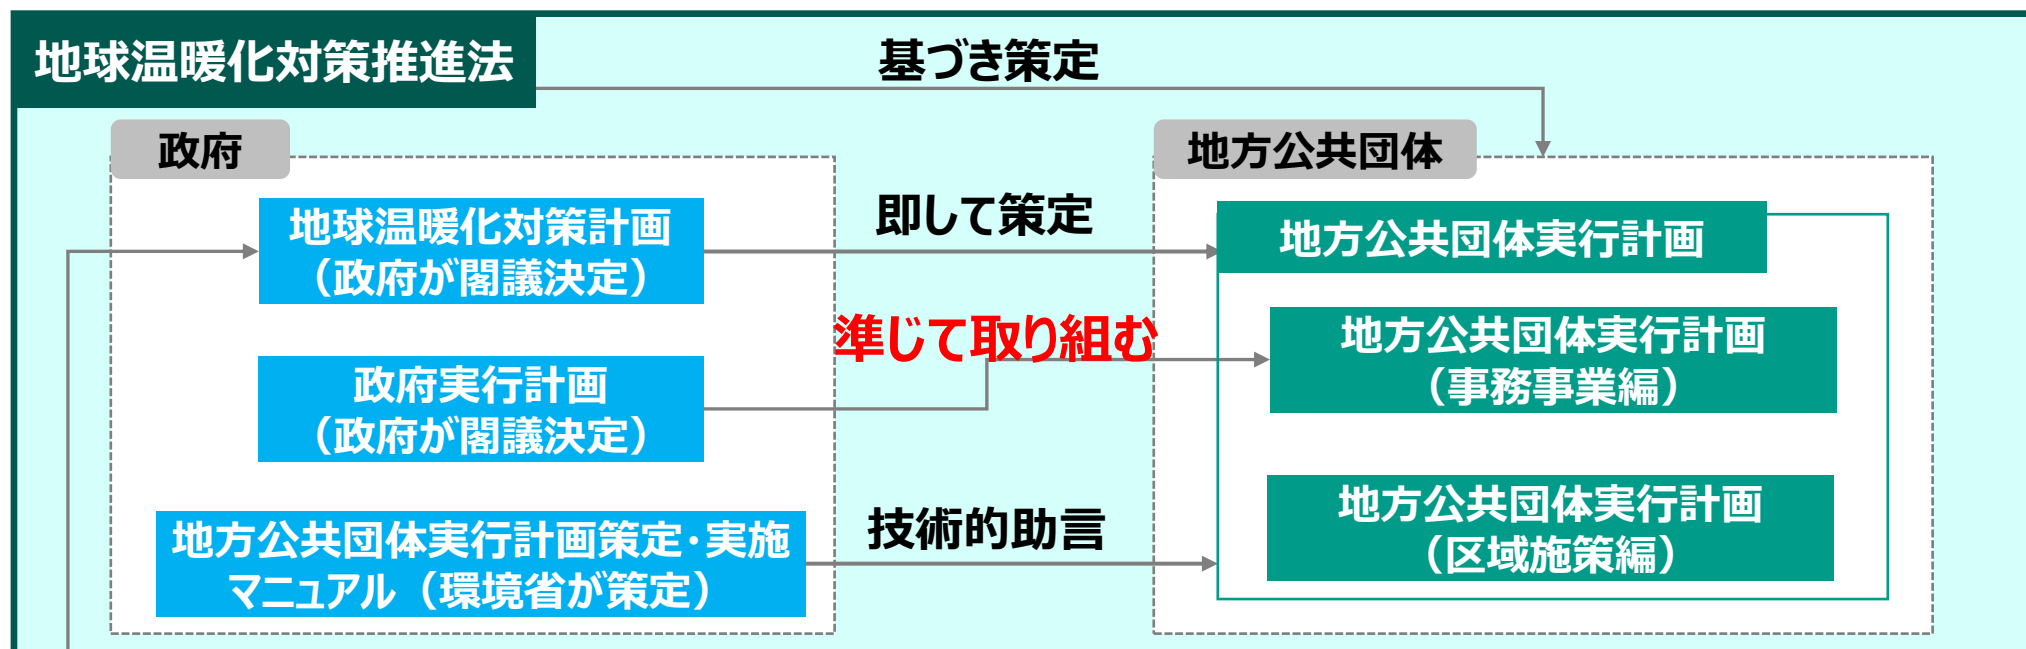 地球温暖化対策推進法
基づき策定
政府
地方公共団体
地球温暖化対策計画
（政府が閣議決定）
即して策定
地方公共団体実行計画
準じて取り組む
地方公共団体実行計画
（事務事業編）
政府実行計画
（政府が閣議決定）
地方公共団体実行計画策定・実施
マニュアル（環境省が策定）
技術的助言
地方公共団体実行計画
（区域施策編）